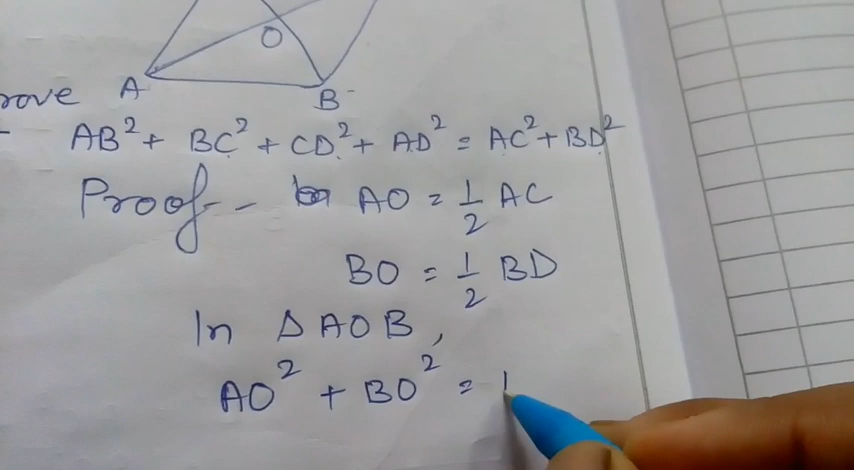 O
A B
rove
AB² + BC² + CD² + AD² = AC² + BD²
Proof - - AO = 1/2 AC
BO = 1/2 BD
In Δ AOB,
AO² + BO² =